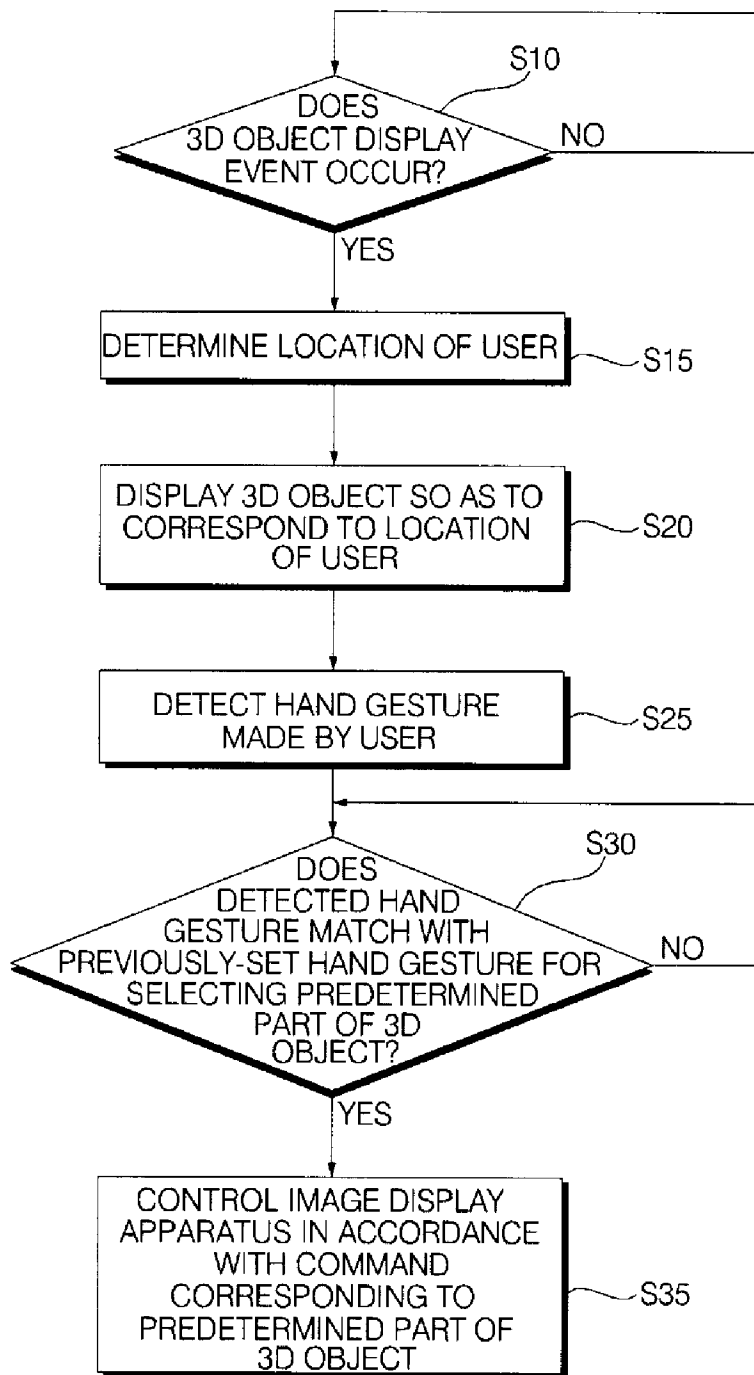 S10
DOES
3D OBJECT DISPLAY
EVENT OCCUR?
NO
YES
DETERMINE LOCATION OF USER
S15
DISPLAY 3D OBJECT SO AS TO
CORRESPOND TO LOCATION
OF USER
S20
DETECT HAND GESTURE
MADE BY USER
S25
S30
DOES
DETECTED HAND
GESTURE MATCH WITH
PREVIOUSLY-SET HAND GESTURE FOR
SELECTING PREDETERMINED
PART OF 3D
OBJECT?
NO
YES
CONTROL IMAGE DISPLAY
APPARATUS IN ACCORDANCE
WITH COMMAND
CORRESPONDING TO
PREDETERMINED PART OF
3D OBJECT
S35